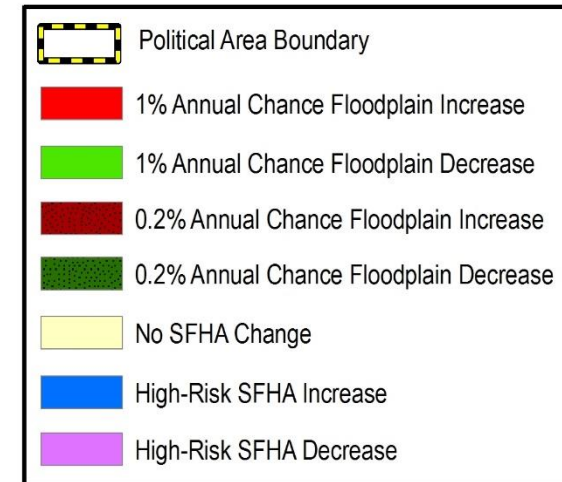 Political Area Boundary
1% Annual Chance Floodplain Increase
1% Annual Chance Floodplain Decrease
0.2% Annual Chance Floodplain Increase
0.2% Annual Chance Floodplain Decrease
No SFHA Change
High-Risk SFHA Increase
High-Risk SFHA Decrease